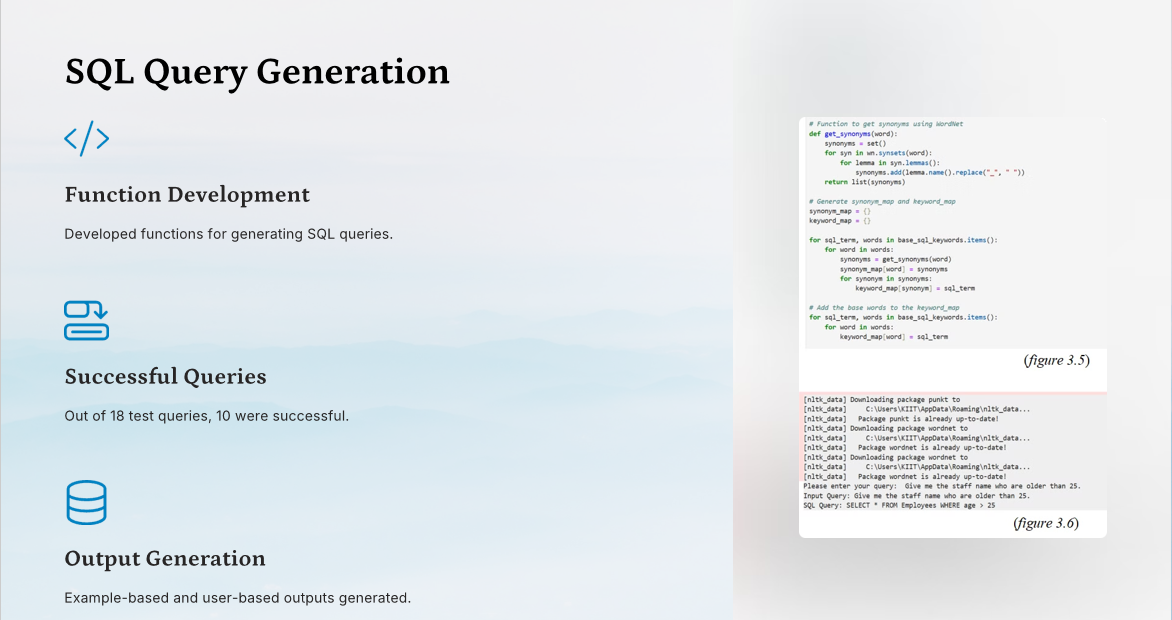 SQL Query Generation
Function Development
Developed functions for generating SQL queries.
Successful Queries
Out of 18 test queries, 10 were successful.
Output Generation
Example-based and user-based outputs generated.
# Function to get synonyms using WordNet
def get_synonyms(word):
    synonyms = set()
    for syn in wn.synsets(word):
        for lemma in syn.lemmas():
            synonyms.add(lemma.name().replace("_", " "))
    return list(synonyms)
# Generate synonym_map and keyword_map
synonym_map = {}
keyword_map = {}
for sql_term, words in base_sql_keywords.items():
    for word in words:
        synonyms = get_synonyms(word)
        synonym_map[word] = synonyms
        for synonym in synonyms:
            keyword_map[synonym] = sql_term
# Add the base words to the keyword_map
for sql_term, words in base_sql_keywords.items():
    for word in words:
        keyword_map[word] = sql_term
(figure 3.5)
[nltk_data] Downloading package punkt to
[nltk_data]     C:\Users\KIIT\AppData\Roaming\nltk_data...
[nltk_data]   Package punkt is already up-to-date!
[nltk_data] Downloading package wordnet to
[nltk_data]     C:\Users\KIIT\AppData\Roaming\nltk_data...
[nltk_data]   Package wordnet is already up-to-date!
[nltk_data] Downloading package wordnet to
[nltk_data]     C:\Users\KIIT\AppData\Roaming\nltk_data...
[nltk_data]   Package wordnet is already up-to-date!
Please enter your query:  Give me the staff name who are older than 25.
Input Query: Give me the staff name who are older than 25.
SQL Query: SELECT * FROM Employees WHERE age > 25
(figure 3.6)